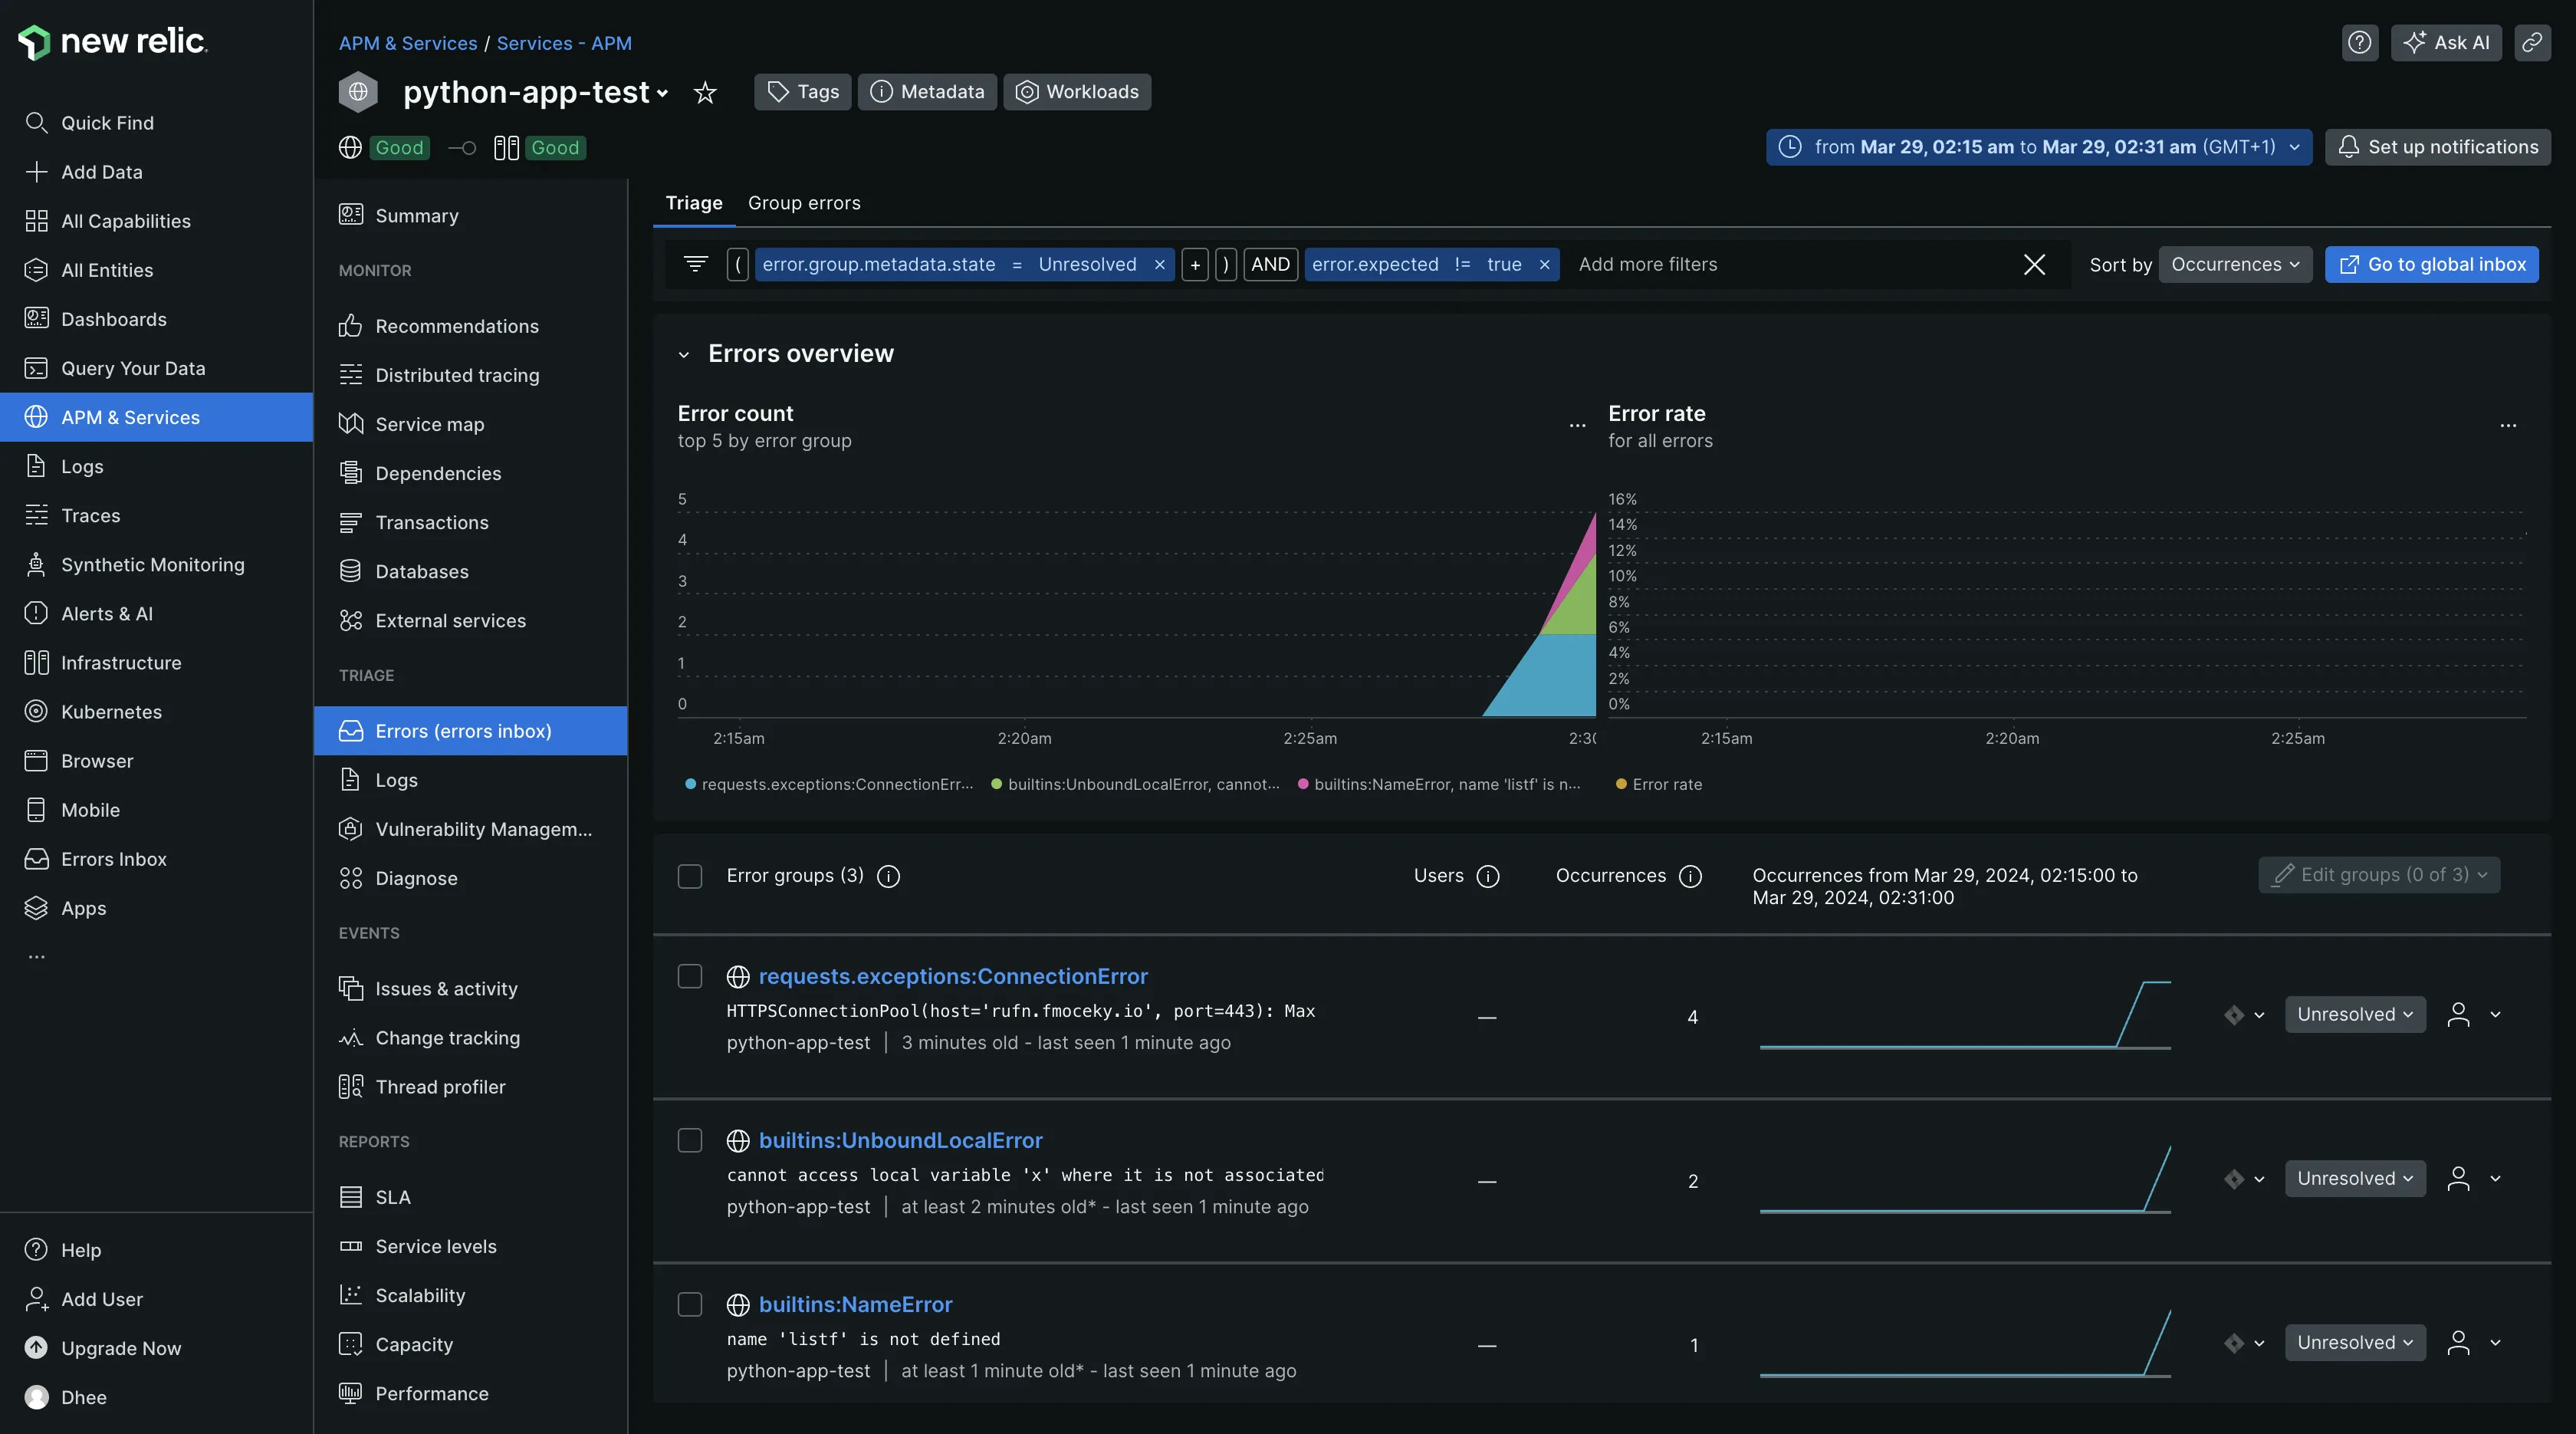 new relic
Quick Find
Add Data
All Capabilities
All Entities
Dashboards
Query Your Data
APM & Services
Logs
Traces
Synthetic Monitoring
Alerts & AI
Infrastructure
Kubernetes
Browser
Mobile
Errors Inbox
Apps
...
Help
Add User
Upgrade Now
Dhee
APM & Services / Services - APM
Ask AI
python-app-test
Tags
Metadata
Workloads
Good
Good
from Mar 29, 02:15 am to Mar 29, 02:31 am (GMT+1)
Set up notifications
Summary
MONITOR
Recommendations
Distributed tracing
Service map
Dependencies
Transactions
Databases
External services
TRIAGE
Errors (errors inbox)
Logs
Vulnerability Managem...
Diagnose
EVENTS
Issues & activity
Change tracking
Thread profiler
REPORTS
SLA
Service levels
Scalability
Capacity
Performance
Triage
Group errors
( error.group.metadata.state = Unresolved × + ) AND error.expected != true × Add more filters
Sort by
Occurrences
Go to global inbox
Errors overview
Error count
top 5 by error group
...
5
4
3
2
1
0
2:15am
2:20am
2:25am
2:30
requests.exceptions:ConnectionErr...
builtins:UnboundLocalError, cannot...
builtins:NameError, name 'listf' is n...
Error rate
for all errors
...
16%
14%
12%
10%
8%
6%
4%
2%
0%
2:15am
2:20am
2:25am
Error rate
Error groups (3)
Users
Occurrences
Occurrences from Mar 29, 2024, 02:15:00 to
Mar 29, 2024, 02:31:00
Edit groups (0 of 3)
requests.exceptions:ConnectionError
HTTPSConnectionPool(host='rufn.fmoceky.io', port=443): Max
python-app-test | 3 minutes old - last seen 1 minute ago
—
4
Unresolved
builtins:UnboundLocalError
cannot access local variable 'x' where it is not associated
python-app-test | at least 2 minutes old* - last seen 1 minute ago
—
2
Unresolved
builtins:NameError
name 'listf' is not defined
python-app-test | at least 1 minute old* - last seen 1 minute ago
—
1
Unresolved